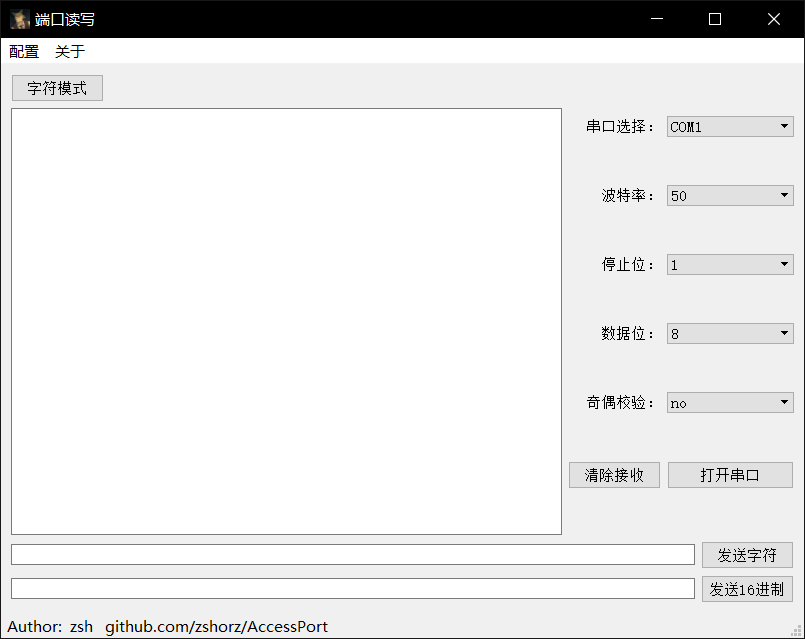 端口读写
配置 关于
字符模式
串口选择： COM1
波特率： 50
停止位： 1
数据位： 8
奇偶校验： no
清除接收 打开串口
发送字符
发送16进制
Author: zsh github.com/zshorz/AccessPort